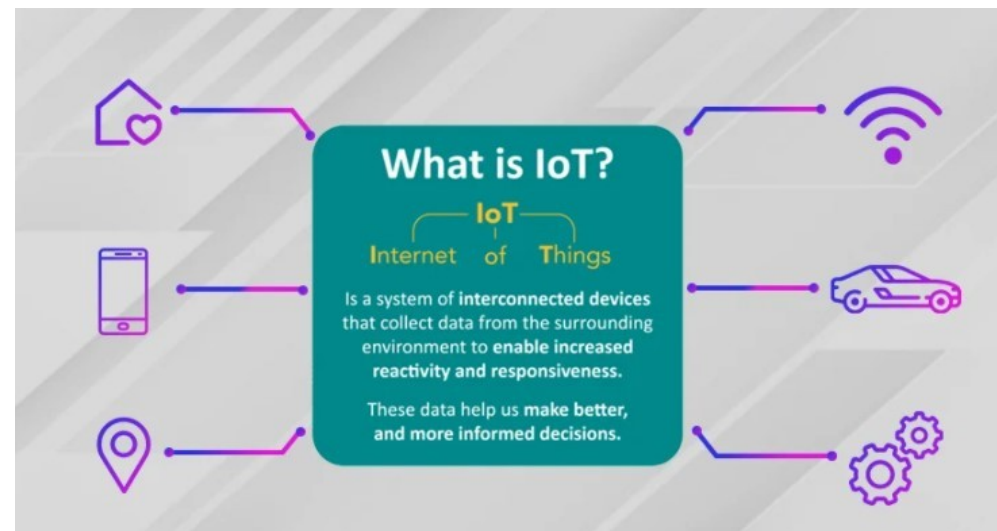 What is IoT?
IoT
Internet of Things
Is a system of interconnected devices
that collect data from the surrounding
environment to enable increased
reactivity and responsiveness.
These data help us make better,
and more informed decisions.